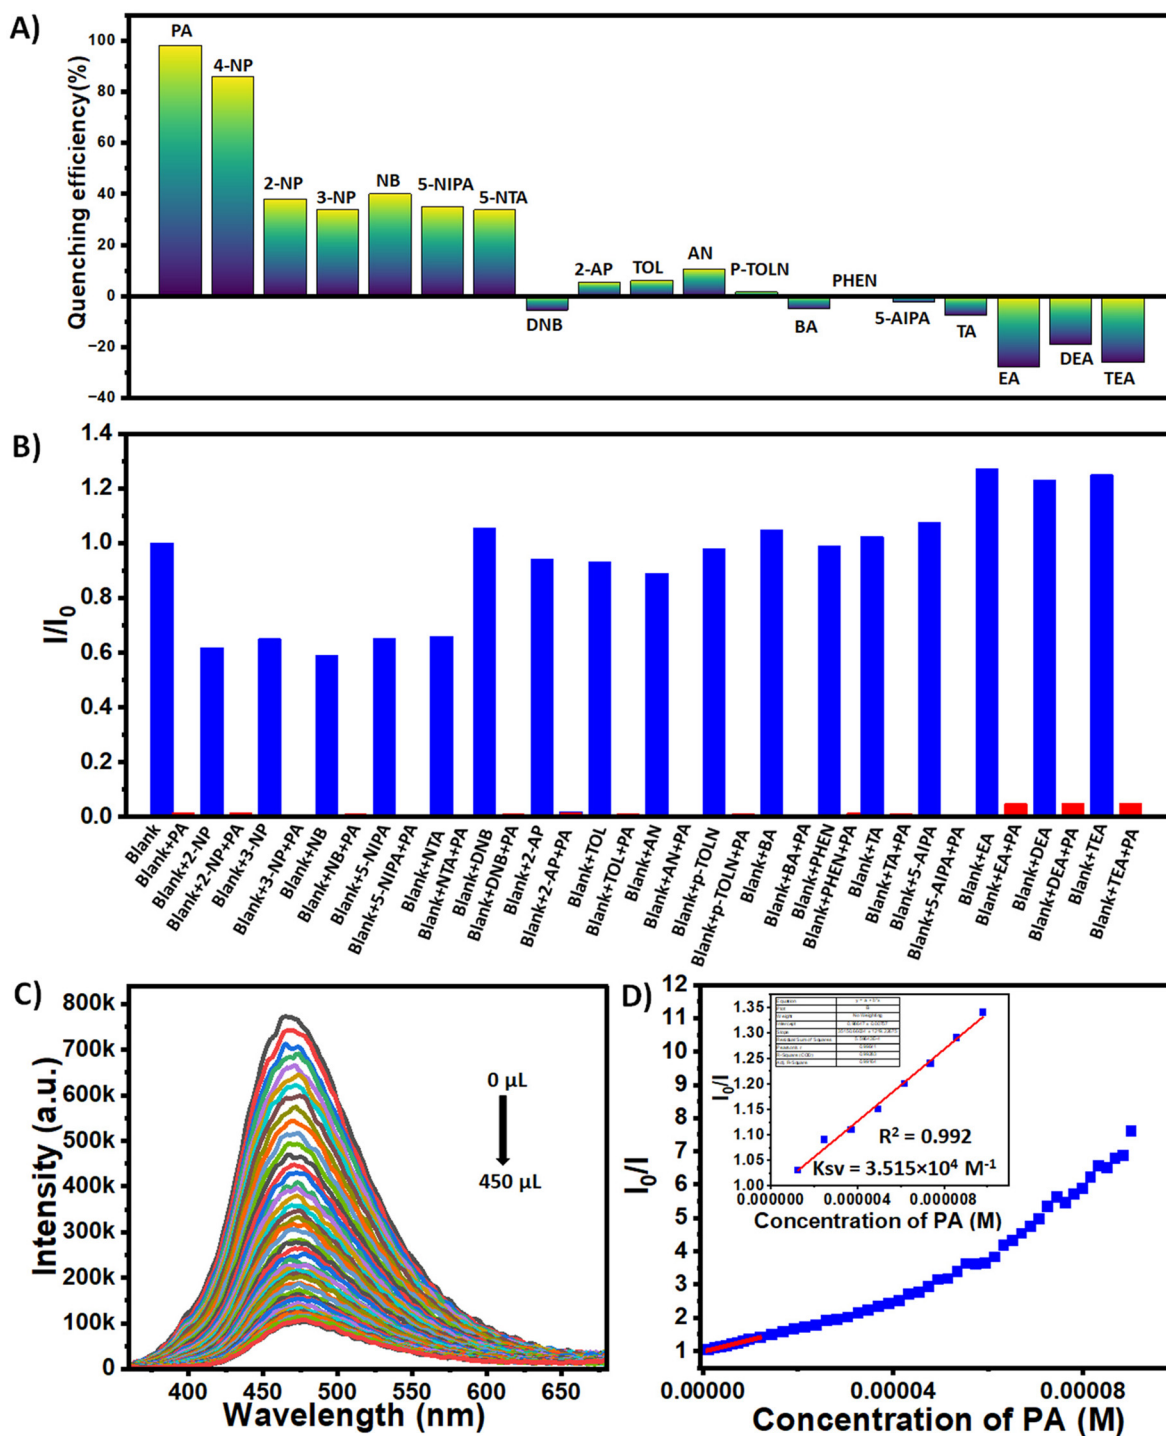 A)
Quenching efficiency(%)
100
80
60
40
20
0
−20
−40
PA
4-NP
2-NP
3-NP
NB
5-NIPA
5-NTA
DNB
2-AP
TOL
AN
P-TOLN
BA
PHEN
5-AIPA
TA
EA
DEA
TEA
B)
I/I0
1.4
1.2
1.0
0.8
0.6
0.4
0.2
0.0
Blank
Blank+PA
Blank+2-NP
Blank+2-NP+PA
Blank+3-NP
Blank+3-NP+PA
Blank+NB
Blank+NB+PA
Blank+5-NIPA
Blank+5-NIPA+PA
Blank+NTA
Blank+NTA+PA
Blank+DNB
Blank+DNB+PA
Blank+2-AP
Blank+2-AP+PA
Blank+TOL
Blank+TOL+PA
Blank+AN
Blank+AN+PA
Blank+p-TOLN
Blank+p-TOLN+PA
Blank+BA
Blank+BA+PA
Blank+PHEN
Blank+PHEN+PA
Blank+TA
Blank+TA+PA
Blank+5-AIPA
Blank+5-AIPA+PA
Blank+EA
Blank+EA+PA
Blank+DEA
Blank+DEA+PA
Blank+TEA
Blank+TEA+PA
C)
Intensity (a.u.)
800k
700k
600k
500k
400k
300k
200k
100k
0
0 µL
450 µL
400 450 500 550 600 650
Wavelength (nm)
D)
I0/I
12
11
10
9
8
7
6
5
4
3
2
1
0.00000 0.00004 0.00008
Concentration of PA (M)
I0/I
1.35
1.30
1.25
1.20
1.15
1.10
1.05
1.00
Equation
R² = 0.992
Ksv = 3.515×10⁴ M⁻¹
0.000000 0.000004 0.000008
Concentration of PA (M)